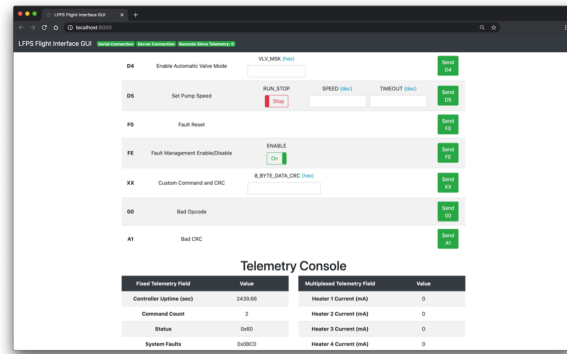 LFPS Flight Interface GUI
localhost:8000
LFPS Flight Interface GUI Serial Connection Server Connection Seconds Since Telemetry: 0
D4 Enable Automatic Valve Mode VLV_MSK (hex) Send D4
D5 Set Pump Speed RUN_STOP Stop SPEED (dec) TIMEOUT (dec) Send D5
F0 Fault Reset Send F0
FE Fault Management Enable/Disable ENABLE On Send FE
XX Custom Command and CRC 8_BYTE_DATA_CRC (hex) Send XX
00 Bad Opcode Send 00
A1 Bad CRC Send A1
Telemetry Console
Fixed Telemetry Field Value Multiplexed Telemetry Field Value
Controller Uptime (sec) 2439.66 Heater 1 Current (mA) 0
Command Count 2 Heater 2 Current (mA) 0
Status 0x60 Heater 3 Current (mA) 0
System Faults 0x08C0 Heater 4 Current (mA) 0